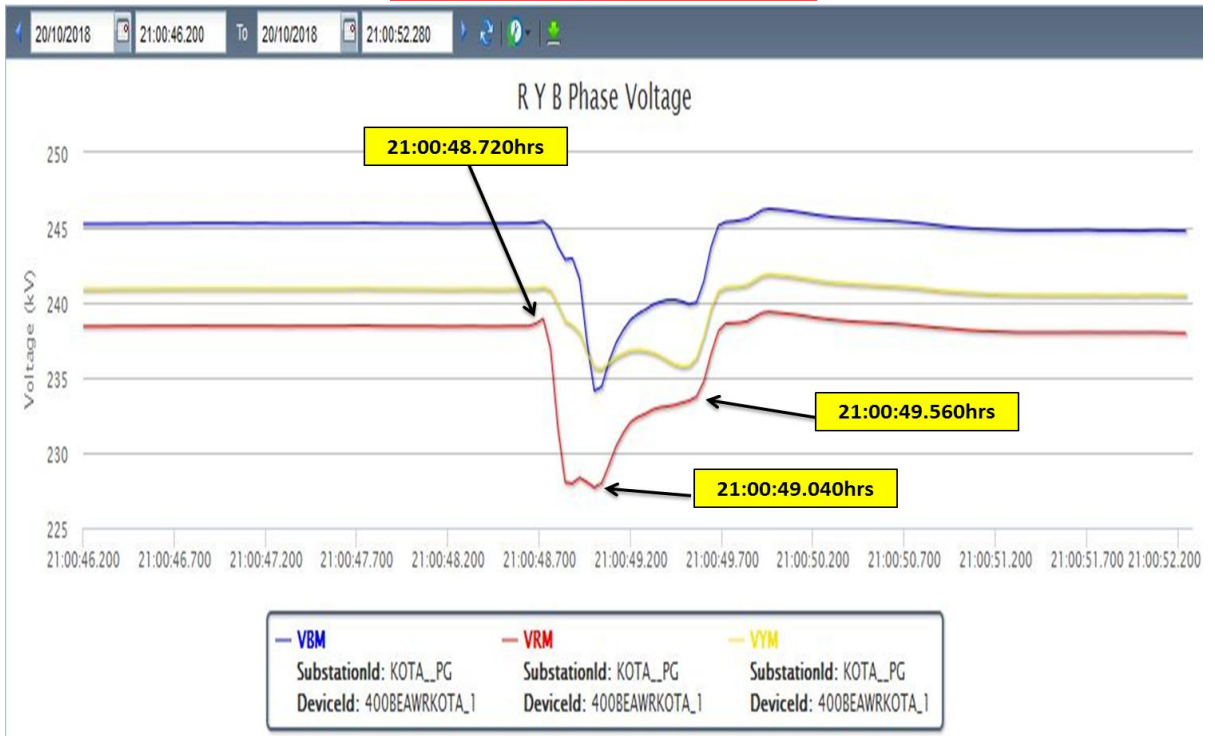 20/10/2018 21:00:46.200 To 20/10/2018 21:00:52.280
R Y B Phase Voltage
21:00:48.720hrs
250
245
240
235
230
225
Voltage (kV)
21:00:49.560hrs
21:00:49.040hrs
21:00:46.200 21:00:46.700 21:00:47.200 21:00:47.700 21:00:48.200 21:00:48.700 21:00:49.200 21:00:49.700 21:00:50.200 21:00:50.700 21:00:51.200 21:00:51.700 21:00:52.200
VBM VRM VYM
SubstationId: KOTA__PG SubstationId: KOTA__PG SubstationId: KOTA__PG
DeviceId: 400BEAWRKOTA_1 DeviceId: 400BEAWRKOTA_1 DeviceId: 400BEAWRKOTA_1